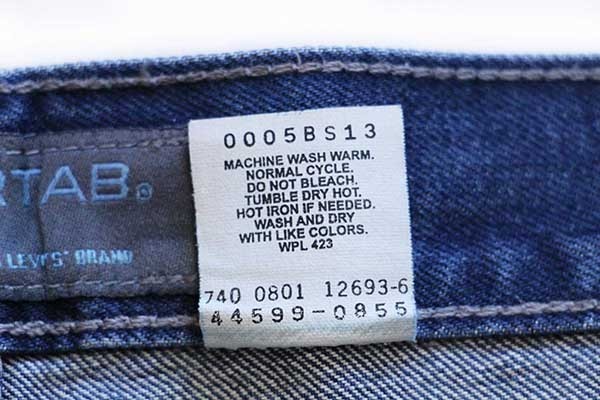 RTAB®
LEVI'S® BRAND
0005BS13
MACHINE WASH WARM.
NORMAL CYCLE.
DO NOT BLEACH.
TUMBLE DRY HOT.
HOT IRON IF NEEDED.
WASH AND DRY
WITH LIKE COLORS.
WPL 423
740 0801 12693-6
44599-0855